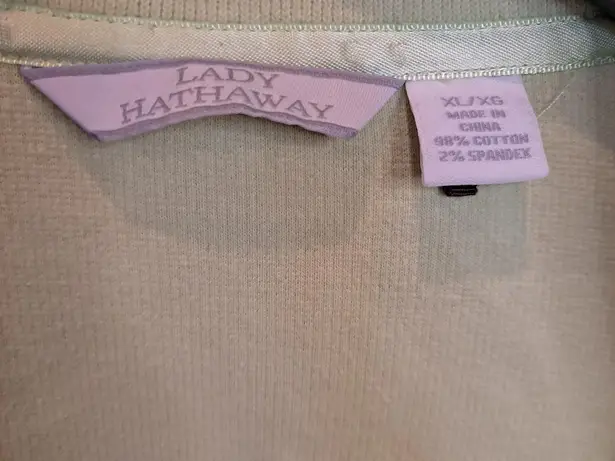 LADY
HATHAWAY
XL/XG
MADE IN
CHINA
98% COTTON
2% SPANDEX